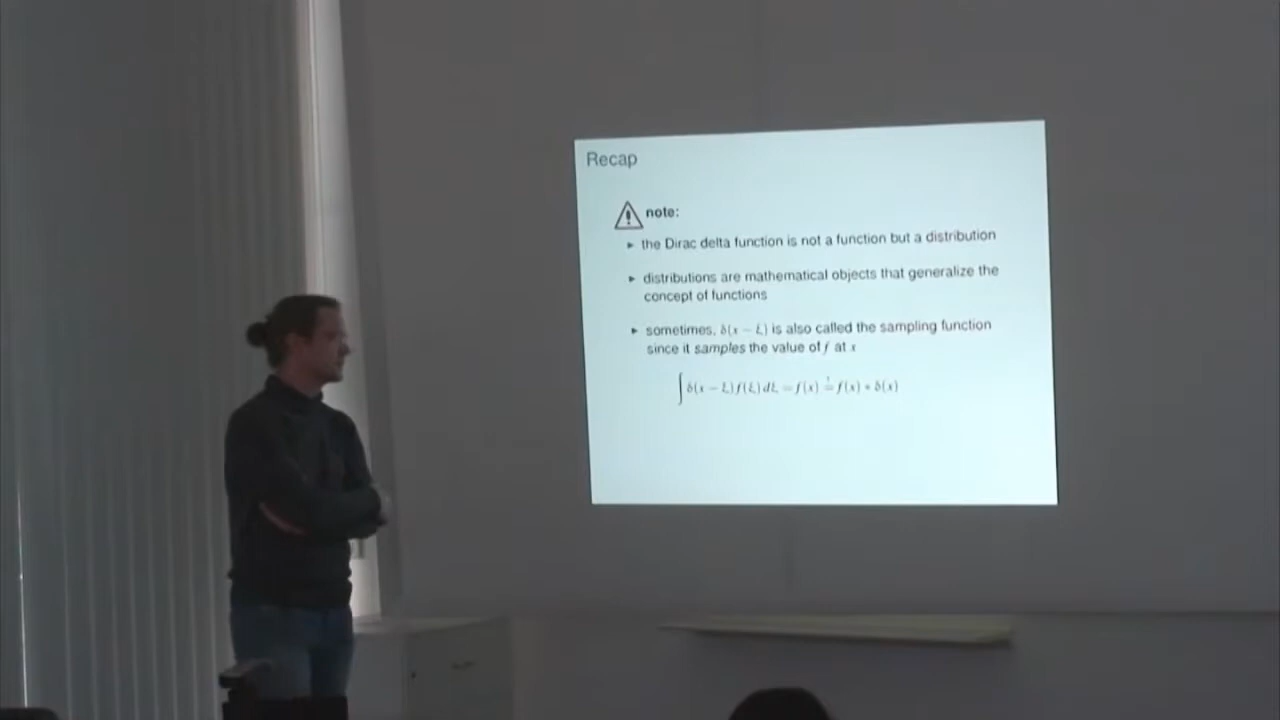 Recap
note:
▸ the Dirac delta function is not a function but a distribution
▸ distributions are mathematical objects that generalize the
concept of functions
▸ sometimes, δ(x − ξ) is also called the sampling function
since it samples the value of f at x
∫ δ(x − ξ) f(ξ) dξ = f(x) = f(x) ∗ δ(x)